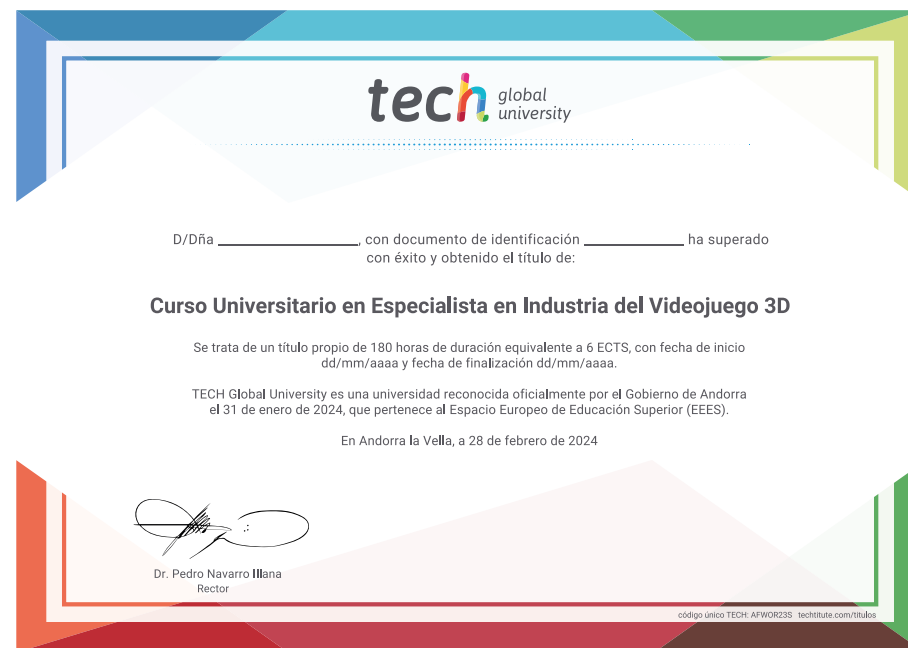 tech global university
D/Dña ____________________, con documento de identificación ______________ ha superado
con éxito y obtenido el título de:
Curso Universitario en Especialista en Industria del Videojuego 3D
Se trata de un título propio de 180 horas de duración equivalente a 6 ECTS, con fecha de inicio
dd/mm/aaaa y fecha de finalización dd/mm/aaaa.
TECH Global University es una universidad reconocida oficialmente por el Gobierno de Andorra
el 31 de enero de 2024, que pertenece al Espacio Europeo de Educación Superior (EEES).
En Andorra la Vella, a 28 de febrero de 2024
Dr. Pedro Navarro Illana
Rector
código único TECH: AFWOR23S techtitute.com/titulos